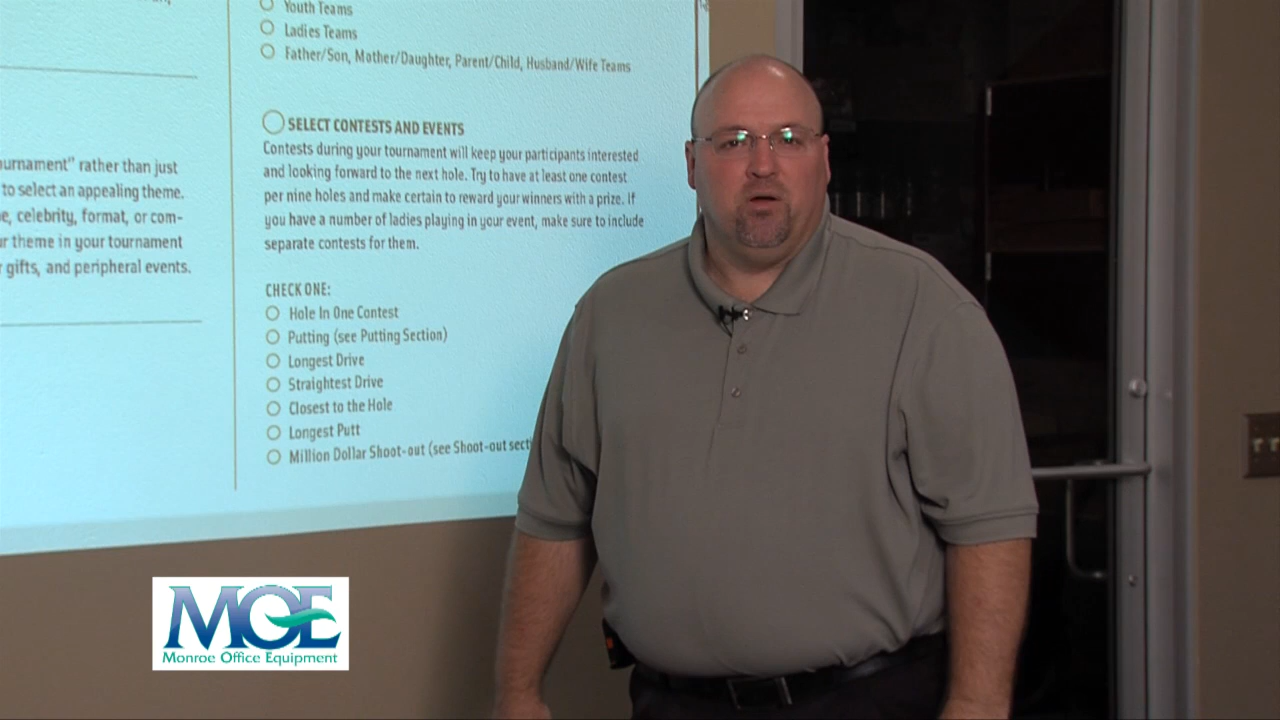 ournament" rather than just
to select an appealing theme.
celebrity, format, or com-
theme in your tournament
gifts, and peripheral events.
Youth Teams
Ladies Teams
Father/Son, Mother/Daughter, Parent/Child, Husband/Wife Teams
SELECT CONTESTS AND EVENTS
Contests during your tournament will keep your participants interested
and looking forward to the next hole. Try to have at least one contest
per nine holes and make certain to reward your winners with a prize. If
you have a number of ladies playing in your event, make sure to include
separate contests for them.
CHECK ONE:
Hole In One Contest
Putting (see Putting Section)
Longest Drive
Straightest Drive
Closest to the Hole
Longest Putt
Million Dollar Shoot-out (see Shoot-out sect
MOE
Monroe Office Equipment